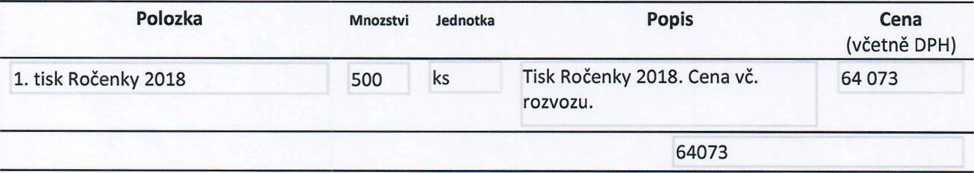 Polozka Mnozstvi Jednotka Popis Cena
(včetně DPH)
1. tisk Ročenky 2018 500 ks Tisk Ročenky 2018. Cena vč. 64 073
rozvozu.
64073